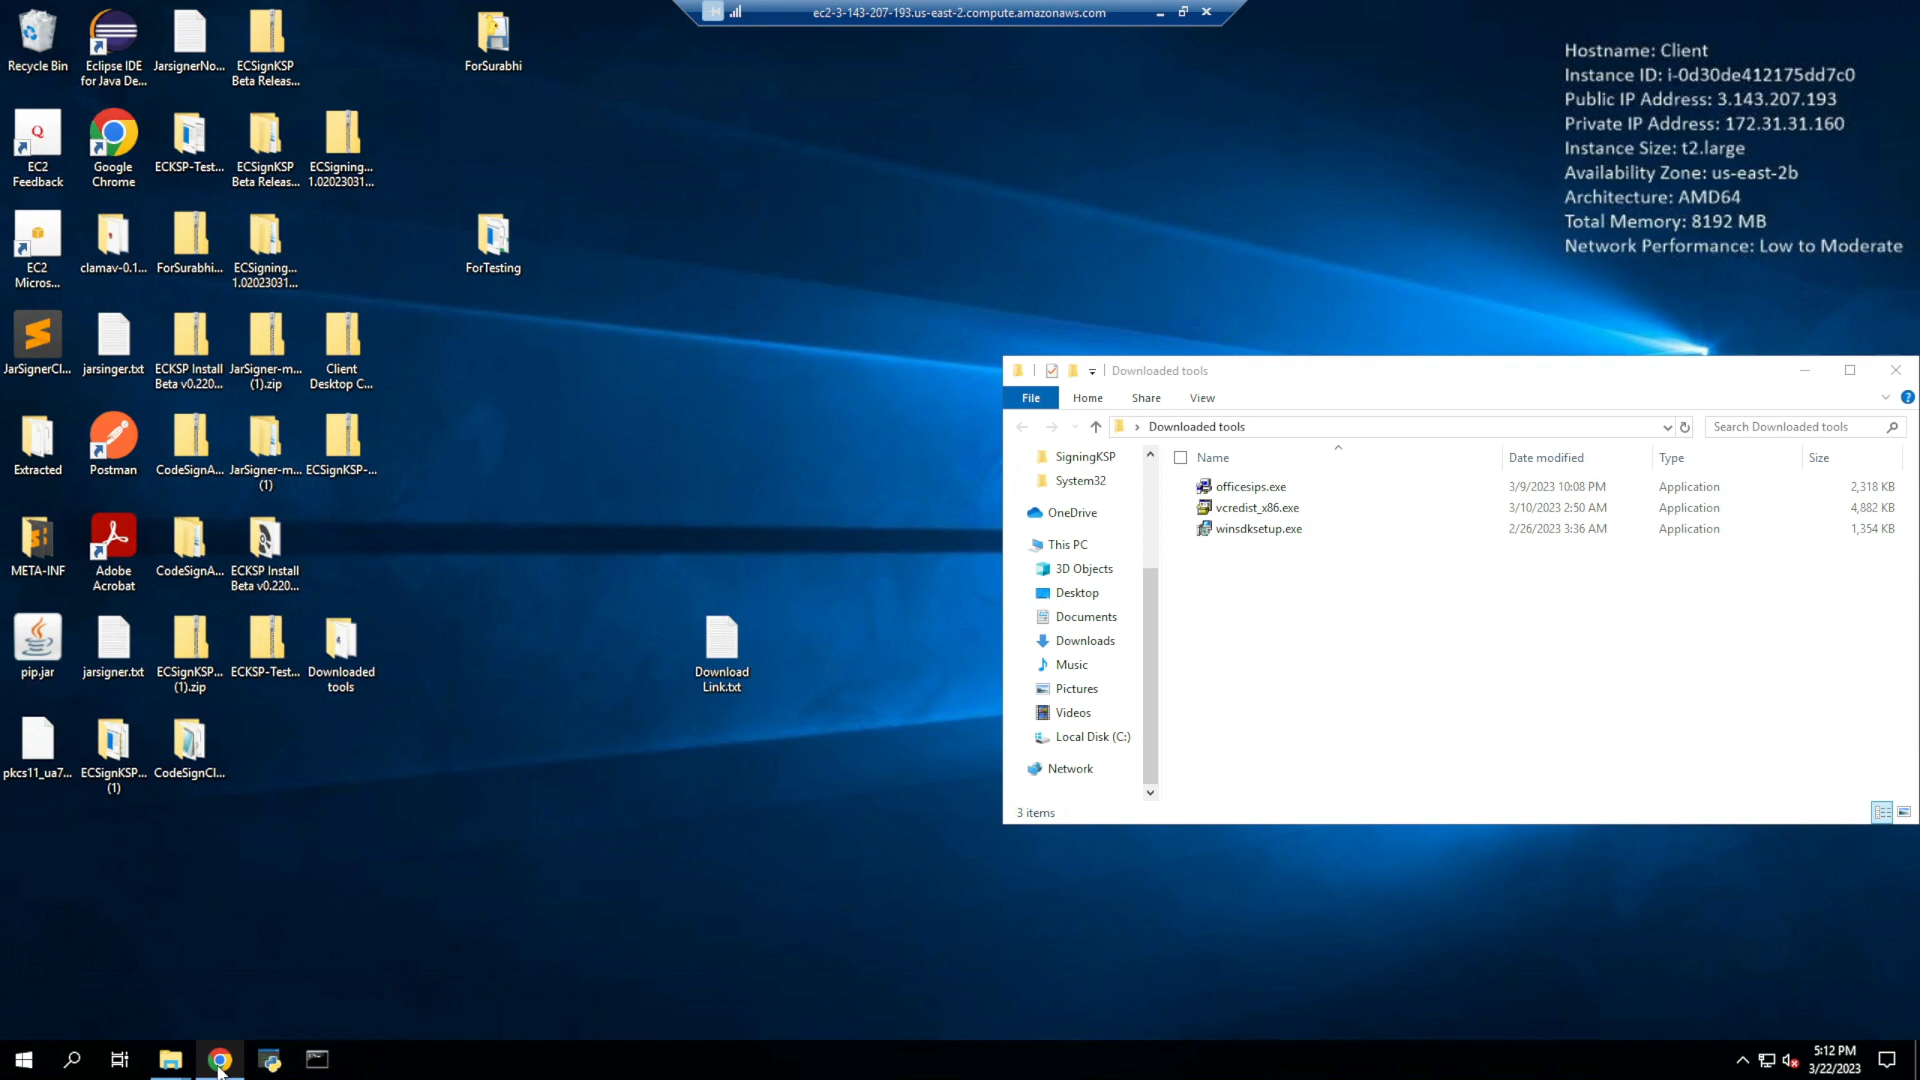 ec2-3-143-207-193.us-east-2.compute.amazonaws.com
Hostname: Client
Instance ID: i-0d30de412175dd7c0
Public IP Address: 3.143.207.193
Private IP Address: 172.31.31.160
Instance Size: t2.large
Availability Zone: us-east-2b
Architecture: AMD64
Total Memory: 8192 MB
Network Performance: Low to Moderate
Recycle Bin
Eclipse IDE
for Java De...
JarsignerNo...
ECSignKSP
Beta Releas...
ForSurabhi
EC2
Feedback
Google
Chrome
ECKSP-Test...
ECSignKSP
Beta Releas...
ECSigning...
1.02023031...
EC2
Micros...
clamav-0.1...
ForSurabhi...
ECSigning...
1.02023031...
ForTesting
JarSignerCl...
jarsinger.txt
ECKSP Install
Beta v0.220...
JarSigner-m...
(1).zip
Client
Desktop C...
Extracted
Postman
CodeSignA...
JarSigner-m...
(1)
ECSignKSP-...
META-INF
Adobe
Acrobat
CodeSignA...
ECKSP Install
Beta v0.220...
pip.jar
jarsigner.txt
ECSignKSP...
(1).zip
ECKSP-Test...
Downloaded
tools
Download
Link.txt
pkcs11_ua7...
ECSignKSP...
(1)
CodeSignCl...
Downloaded tools
File
Home
Share
View
Downloaded tools
Search Downloaded tools
SigningKSP
System32
OneDrive
This PC
3D Objects
Desktop
Documents
Downloads
Music
Pictures
Videos
Local Disk (C:)
Network
Name
Date modified
Type
Size
officesips.exe
3/9/2023 10:08 PM
Application
2,318 KB
vcredist_x86.exe
3/10/2023 2:50 AM
Application
4,882 KB
winsdksetup.exe
2/26/2023 3:36 AM
Application
1,354 KB
3 items
5:12 PM
3/22/2023